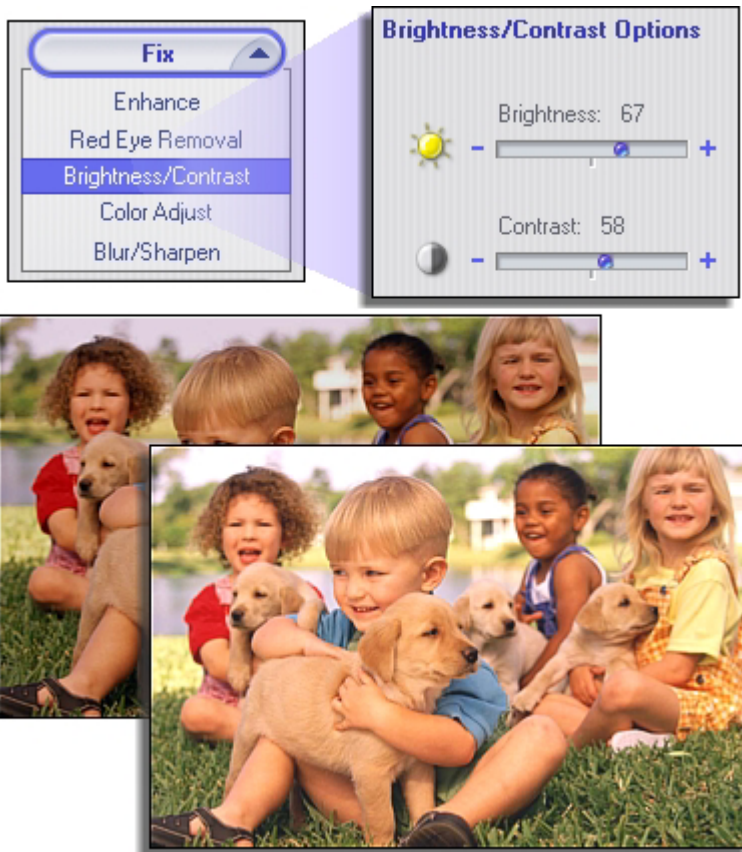 Fix
Enhance
Red Eye Removal
Brightness/Contrast
Color Adjust
Blur/Sharpen
Brightness/Contrast Options
Brightness: 67
- +
Contrast: 58
- +